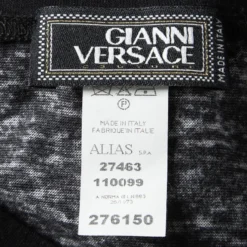 GIANNI
VERSACE
MADE IN ITALY
MADE IN ITALY
FABRIQUE EN ITALIE
ALIAS S.P.A.
27463
110099
276150